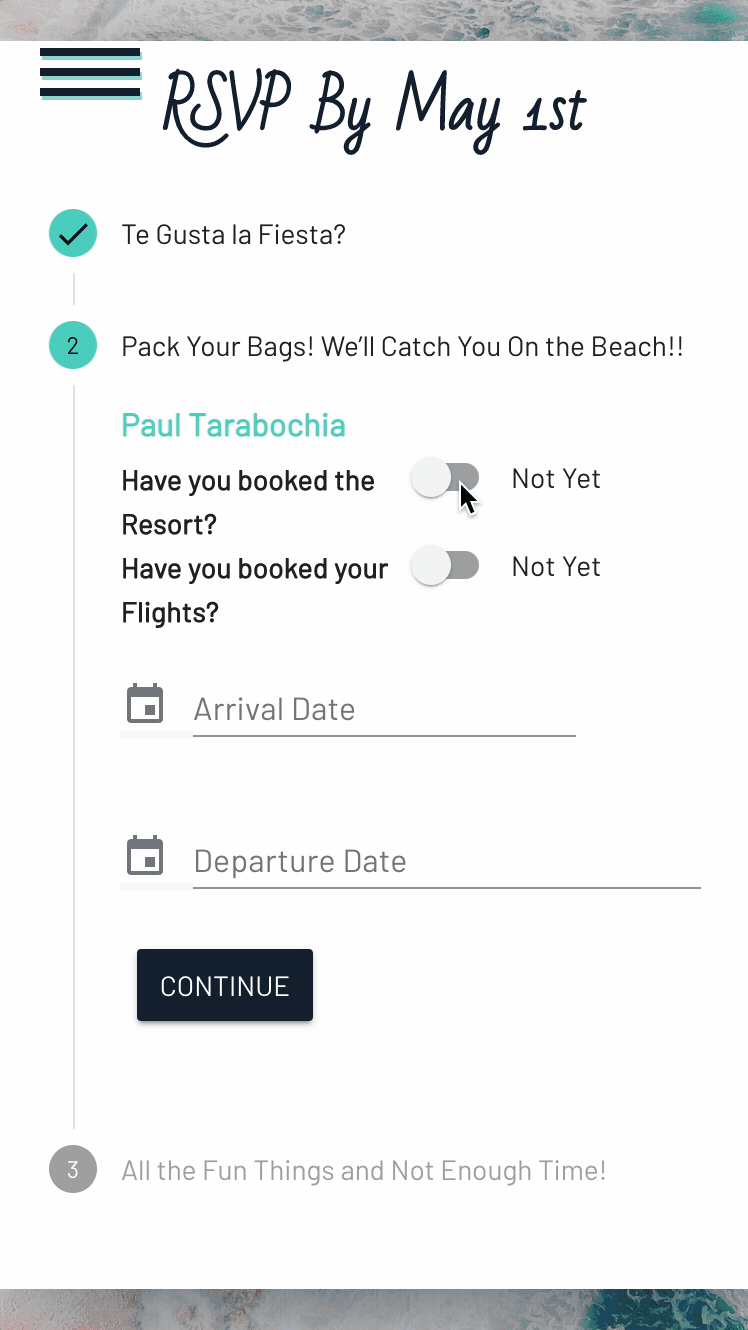 RSVP By May 1st
Te Gusta la Fiesta?
2
Pack Your Bags! We'll Catch You On the Beach!!
Paul Tarabochia
Have you booked the
Resort?
Not Yet
Have you booked your
Flights?
Not Yet
Arrival Date
Departure Date
CONTINUE
3
All the Fun Things and Not Enough Time!